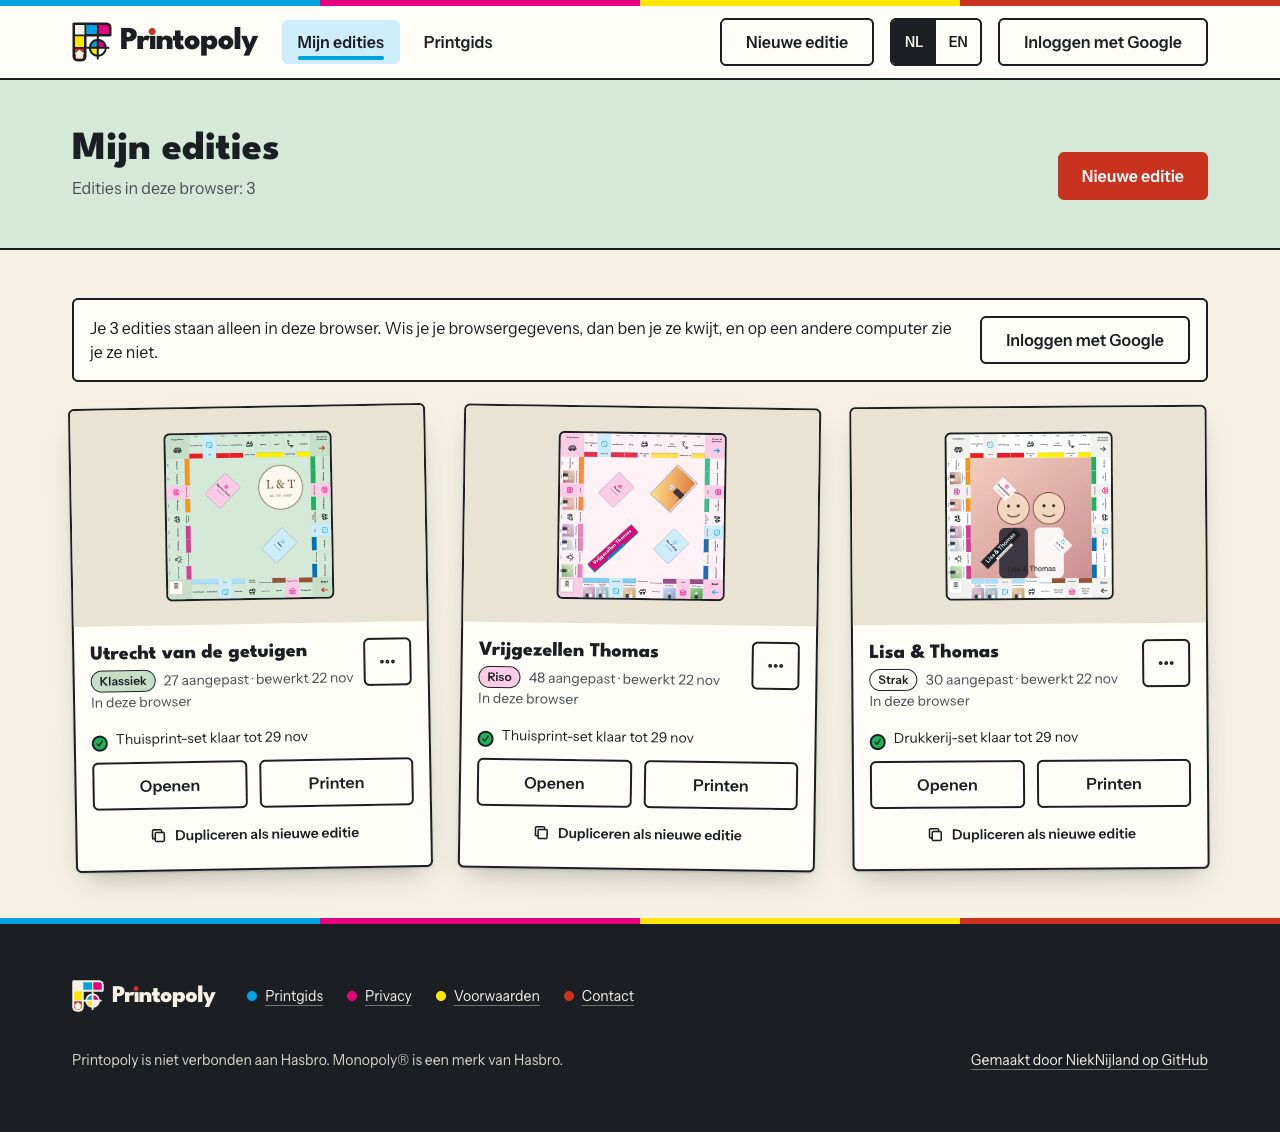 Printopoly
Mijn edities
Printgids
Nieuwe editie
NL
EN
Inloggen met Google
Mijn edities
Edities in deze browser: 3
Nieuwe editie
Je 3 edities staan alleen in deze browser. Wis je je browsergegevens, dan ben je ze kwijt, en op een andere computer zie
je ze niet.
Inloggen met Google
L & T
Utrecht van de getuigen
Klassiek
27 aangepast · bewerkt 22 nov
In deze browser
Thuisprint-set klaar tot 29 nov
Openen
Printen
Dupliceren als nieuwe editie
Vrijgezellen Thomas
Vrijgezellen Thomas
Riso
48 aangepast · bewerkt 22 nov
In deze browser
Thuisprint-set klaar tot 29 nov
Openen
Printen
Dupliceren als nieuwe editie
Lisa & Thomas
Lisa & Thomas
Lisa & Thomas
Strak
30 aangepast · bewerkt 22 nov
In deze browser
Drukkerij-set klaar tot 29 nov
Openen
Printen
Dupliceren als nieuwe editie
Printopoly
Printgids
Privacy
Voorwaarden
Contact
Printopoly is niet verbonden aan Hasbro. Monopoly® is een merk van Hasbro.
Gemaakt door NiekNijland op GitHub